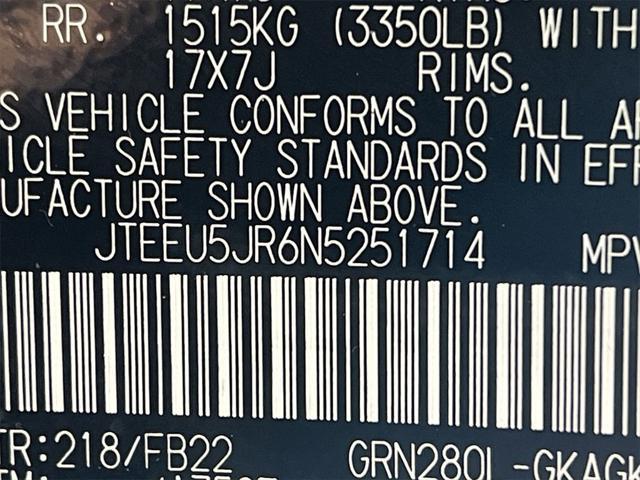 RR. 1515KG (3350LB) WITH
17X7J RIMS.
S VEHICLE CONFORMS TO ALL AP
ICLE SAFETY STANDARDS IN EFF
UFACTURE SHOWN ABOVE.
JTEEU5JR6N5251714 MPV
TR:218/FB22 GRN280L-GKAGK